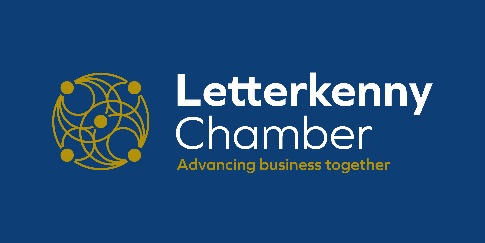 Letterkenny
Chamber
Advancing business together